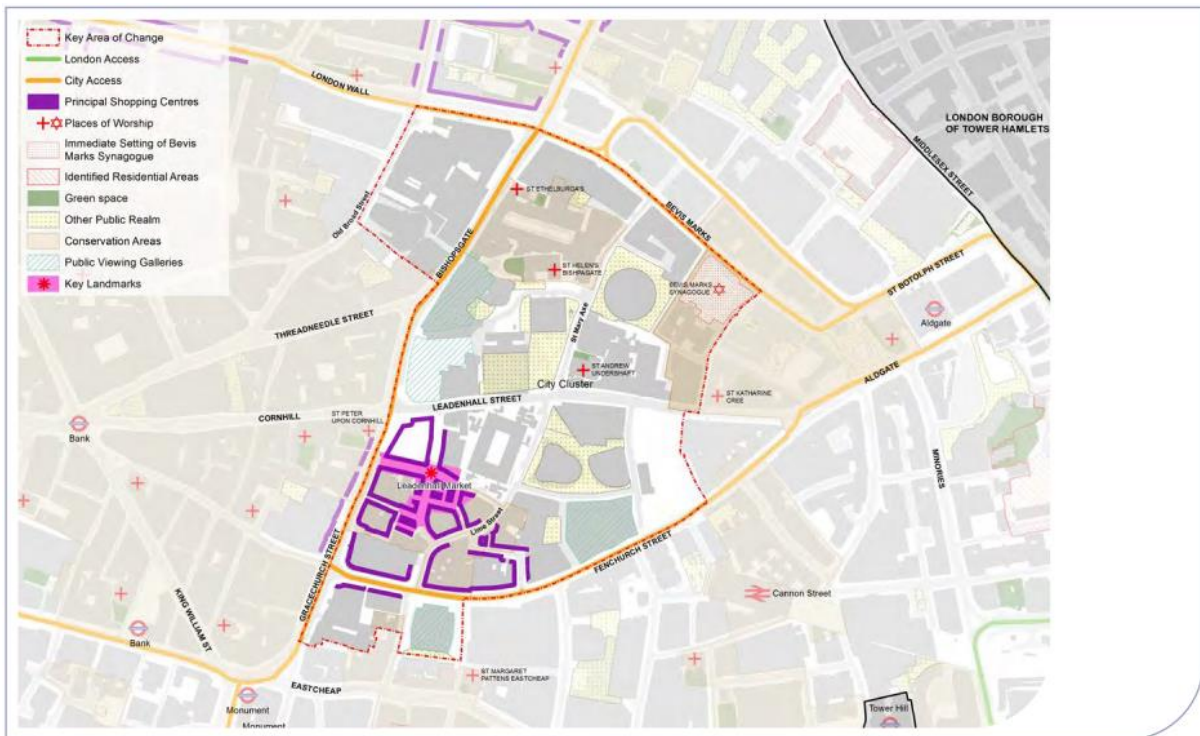 Key Area of Change
London Access
City Access
Principal Shopping Centres
Places of Worship
Immediate Setting of Bevis
Marks Synagogue
Identified Residential Areas
Green space
Other Public Realm
Conservation Areas
Public Viewing Galleries
Key Landmarks
LONDON WALL
LONDON BOROUGH
OF TOWER HAMLETS
MIDDLESEX STREET
ST ETHELBURGA'S
Old Broad Street
BISHOPSGATE
BEVIS MARKS
ST HELEN'S
BISHPAGATE
BEVIS MARKS
SYNAGOGUE
ST BOTOLPH STREET
Aldgate
THREADNEEDLE STREET
St Mary Axe
ST ANDREW
UNDERSHAFT
City Cluster
ALDGATE
ST KATHARINE
CREE
LEADENHALL STREET
CORNHILL
ST PETER
UPON CORNHILL
Bank
MINORIES
Leadenhall Market
Lime Street
GRACECHURCH STREET
FENCHURCH STREET
Cannon Street
KING WILLIAM ST
Bank
ST MARGARET
PATTENS EASTCHEAP
EASTCHEAP
Monument
Monument
Tower Hill